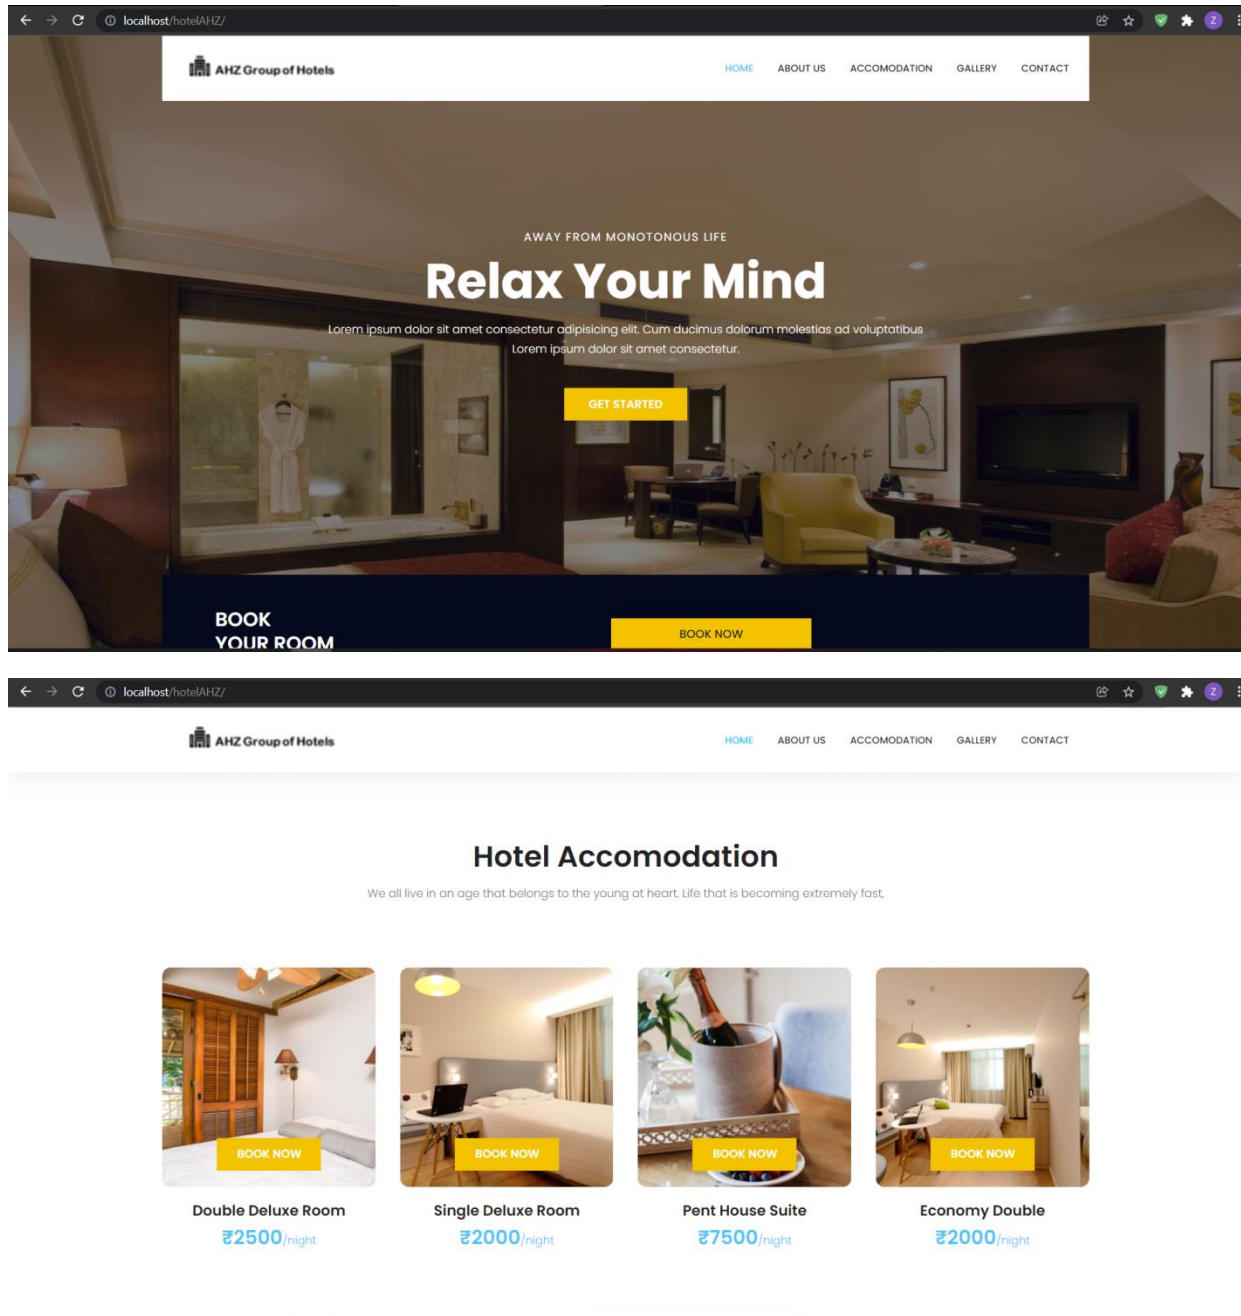 localhost/hotelAHZ/
AHZ Group of Hotels
HOME ABOUT US ACCOMODATION GALLERY CONTACT
AWAY FROM MONOTONOUS LIFE
Relax Your Mind
Lorem ipsum dolor sit amet consectetur adipisicing elit. Cum ducimus dolorum molestias ad voluptatibus
Lorem ipsum dolor sit amet consectetur.
GET STARTED
BOOK
YOUR ROOM
BOOK NOW
Z
localhost/hotelAHZ/
Z
AHZ Group of Hotels
HOME ABOUT US ACCOMODATION GALLERY CONTACT
Hotel Accomodation
We all live in an age that belongs to the young at heart. Life that is becoming extremely fast,
BOOK NOW BOOK NOW BOOK NOW BOOK NOW
Double Deluxe Room Single Deluxe Room Pent House Suite Economy Double
₹2500/night ₹2000/night ₹7500/night ₹2000/night